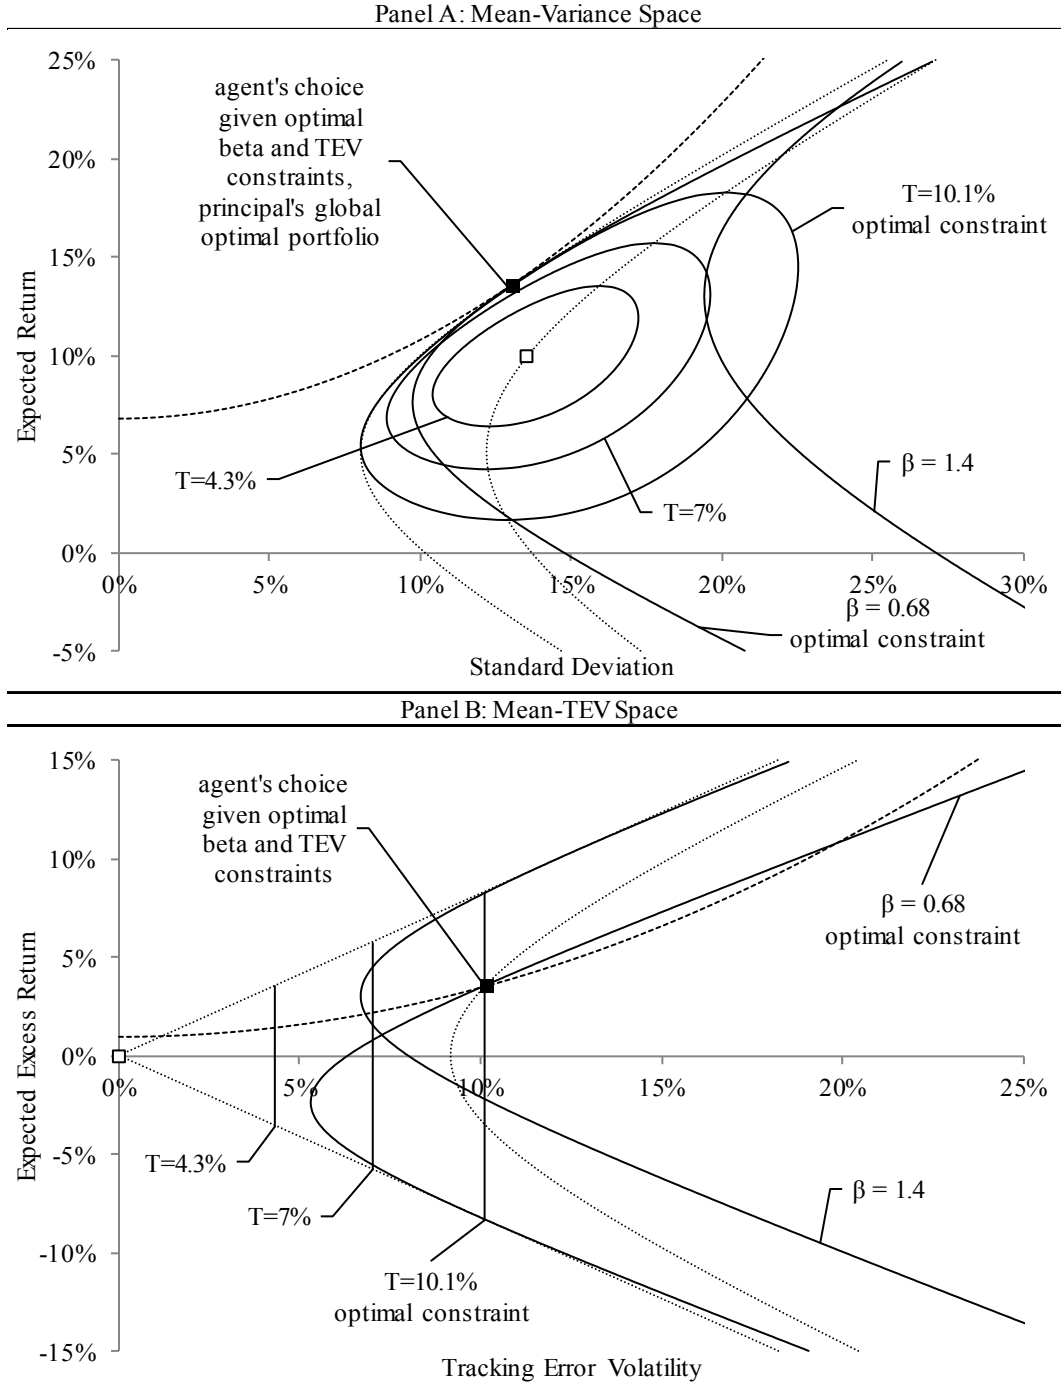 Panel A: Mean-Variance Space
25%
20%
15%
10%
5%
0%
-5%
Expected Return
agent's choice
given optimal
beta and TEV
constraints,
principal's global
optimal portfolio
T=10.1%
optimal constraint
T=4.3%
T=7%
β = 1.4
β = 0.68
optimal constraint
0%
5%
10%
15%
20%
25%
30%
Standard Deviation
Panel B: Mean-TEV Space
15%
10%
5%
0%
-5%
-10%
-15%
Expected Excess Return
agent's choice
given optimal
beta and TEV
constraints
β = 0.68
optimal constraint
0%
5%
10%
15%
20%
25%
T=4.3%
T=7%
β = 1.4
T=10.1%
optimal constraint
Tracking Error Volatility